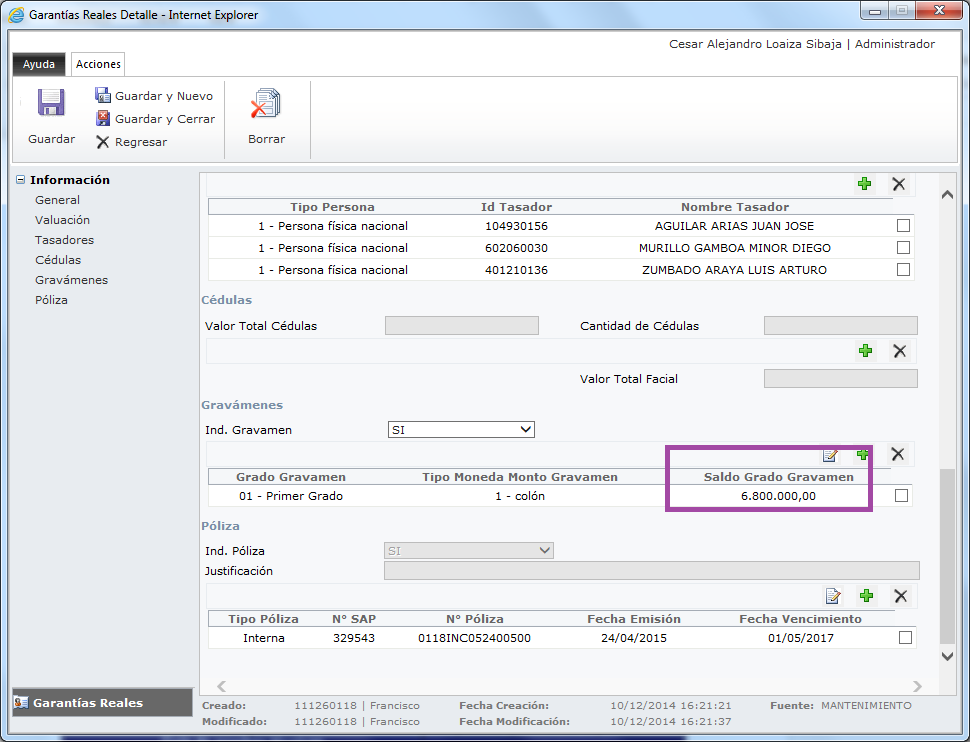 Garantías Reales Detalle - Internet Explorer
Cesar Alejandro Loaiza Sibaja | Administrador
Ayuda Acciones
Guardar
Guardar y Nuevo
Guardar y Cerrar
Regresar
Borrar
Información
General
Valuación
Tasadores
Cédulas
Gravámenes
Póliza
Garantías Reales
Tipo Persona Id Tasador Nombre Tasador
1 - Persona física nacional 104930156 AGUILAR ARIAS JUAN JOSE
1 - Persona física nacional 602060030 MURILLO GAMBOA MINOR DIEGO
1 - Persona física nacional 401210136 ZUMBADO ARAYA LUIS ARTURO
Cédulas
Valor Total Cédulas Cantidad de Cédulas
Valor Total Facial
Gravámenes
Ind. Gravamen SI
Grado Gravamen Tipo Moneda Monto Gravamen Saldo Grado Gravamen
01 - Primer Grado 1 - colón 6.800.000,00
Póliza
Ind. Póliza SI
Justificación
Tipo Póliza N° SAP N° Póliza Fecha Emisión Fecha Vencimiento
Interna 329543 0118INC052400500 24/04/2015 01/05/2017
Creado: 111260118 | Francisco Fecha Creación: 10/12/2014 16:21:21 Fuente: MANTENIMIENTO
Modificado: 111260118 | Francisco Fecha Modificación: 10/12/2014 16:21:37